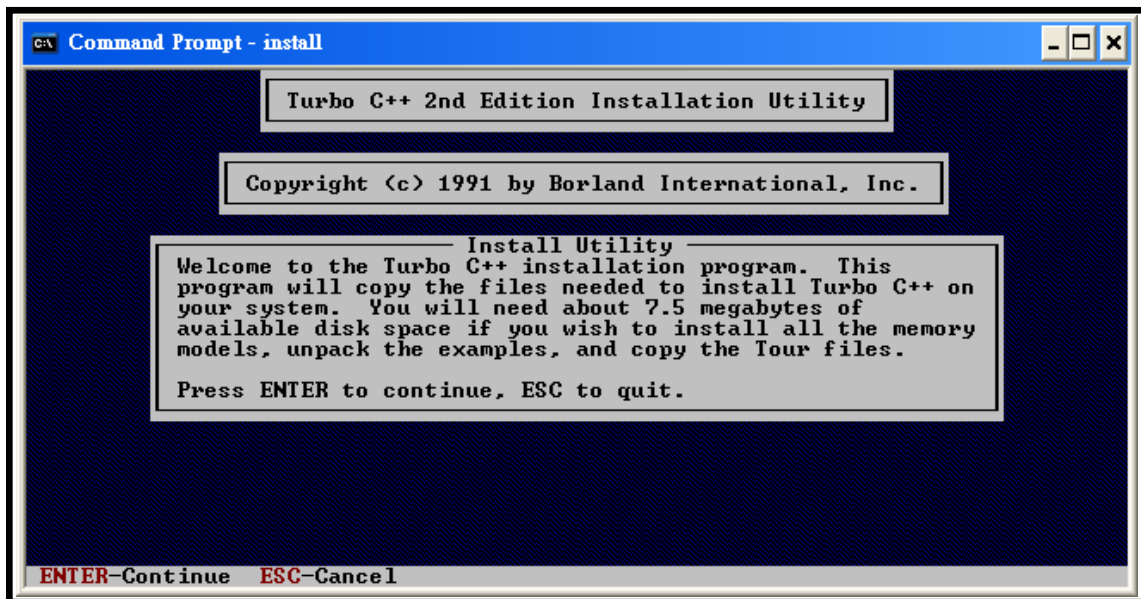 C:\ Command Prompt - install
Turbo C++ 2nd Edition Installation Utility
Copyright (c) 1991 by Borland International, Inc.
Install Utility
Welcome to the Turbo C++ installation program.  This
program will copy the files needed to install Turbo C++ on
your system.  You will need about 7.5 megabytes of
available disk space if you wish to install all the memory
models, unpack the examples, and copy the Tour files.
Press ENTER to continue, ESC to quit.
ENTER-Continue  ESC-Cancel